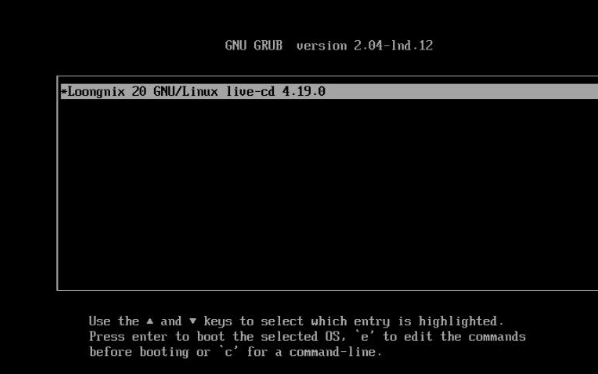 GNU GRUB  version 2.04-lnd.12
*Loongnix 20 GNU/Linux live-cd 4.19.0
Use the ▲ and ▼ keys to select which entry is highlighted.
Press enter to boot the selected OS, `e' to edit the commands
before booting or `c' for a command-line.